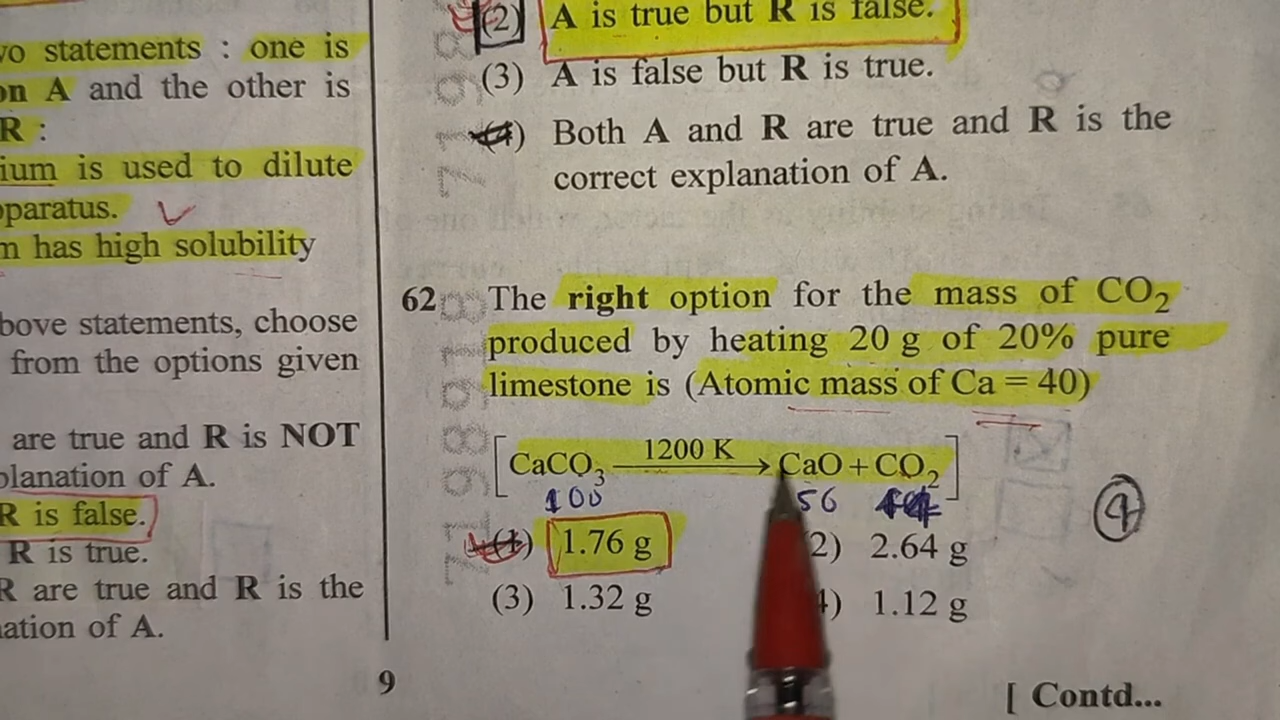 vo statements : one is
on A and the other is
R :
ium is used to dilute
pparatus.
n has high solubility
bove statements, choose
from the options given
are true and R is NOT
planation of A.
R is false.
R is true.
R are true and R is the
nation of A.
9
(2) A is true but R is false.
(3) A is false but R is true.
(4) Both A and R are true and R is the
correct explanation of A.
62 The right option for the mass of CO₂
produced by heating 20 g of 20% pure
limestone is (Atomic mass of Ca = 40)
[CaCO₃ —1200 K→ CaO + CO₂]
100 56 44
(1) 1.76 g 2) 2.64 g
(3) 1.32 g 4) 1.12 g
[ Contd...